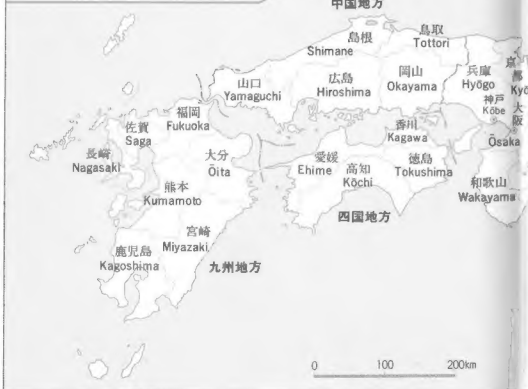 中国地方
島根
Shimane
鳥取
Tottori
山口
Yamaguchi
広島
Hiroshima
岡山
Okayama
兵庫
Hyōgo
神戸
Kōbe
京都
Kyō
大阪
Ōsaka
福岡
Fukuoka
佐賀
Saga
長崎
Nagasaki
大分
Ōita
熊本
Kumamoto
宮崎
Miyazaki
鹿児島
Kagoshima
九州地方
香川
Kagawa
愛媛
Ehime
高知
Kōchi
徳島
Tokushima
四国地方
和歌山
Wakayama
0 100 200km